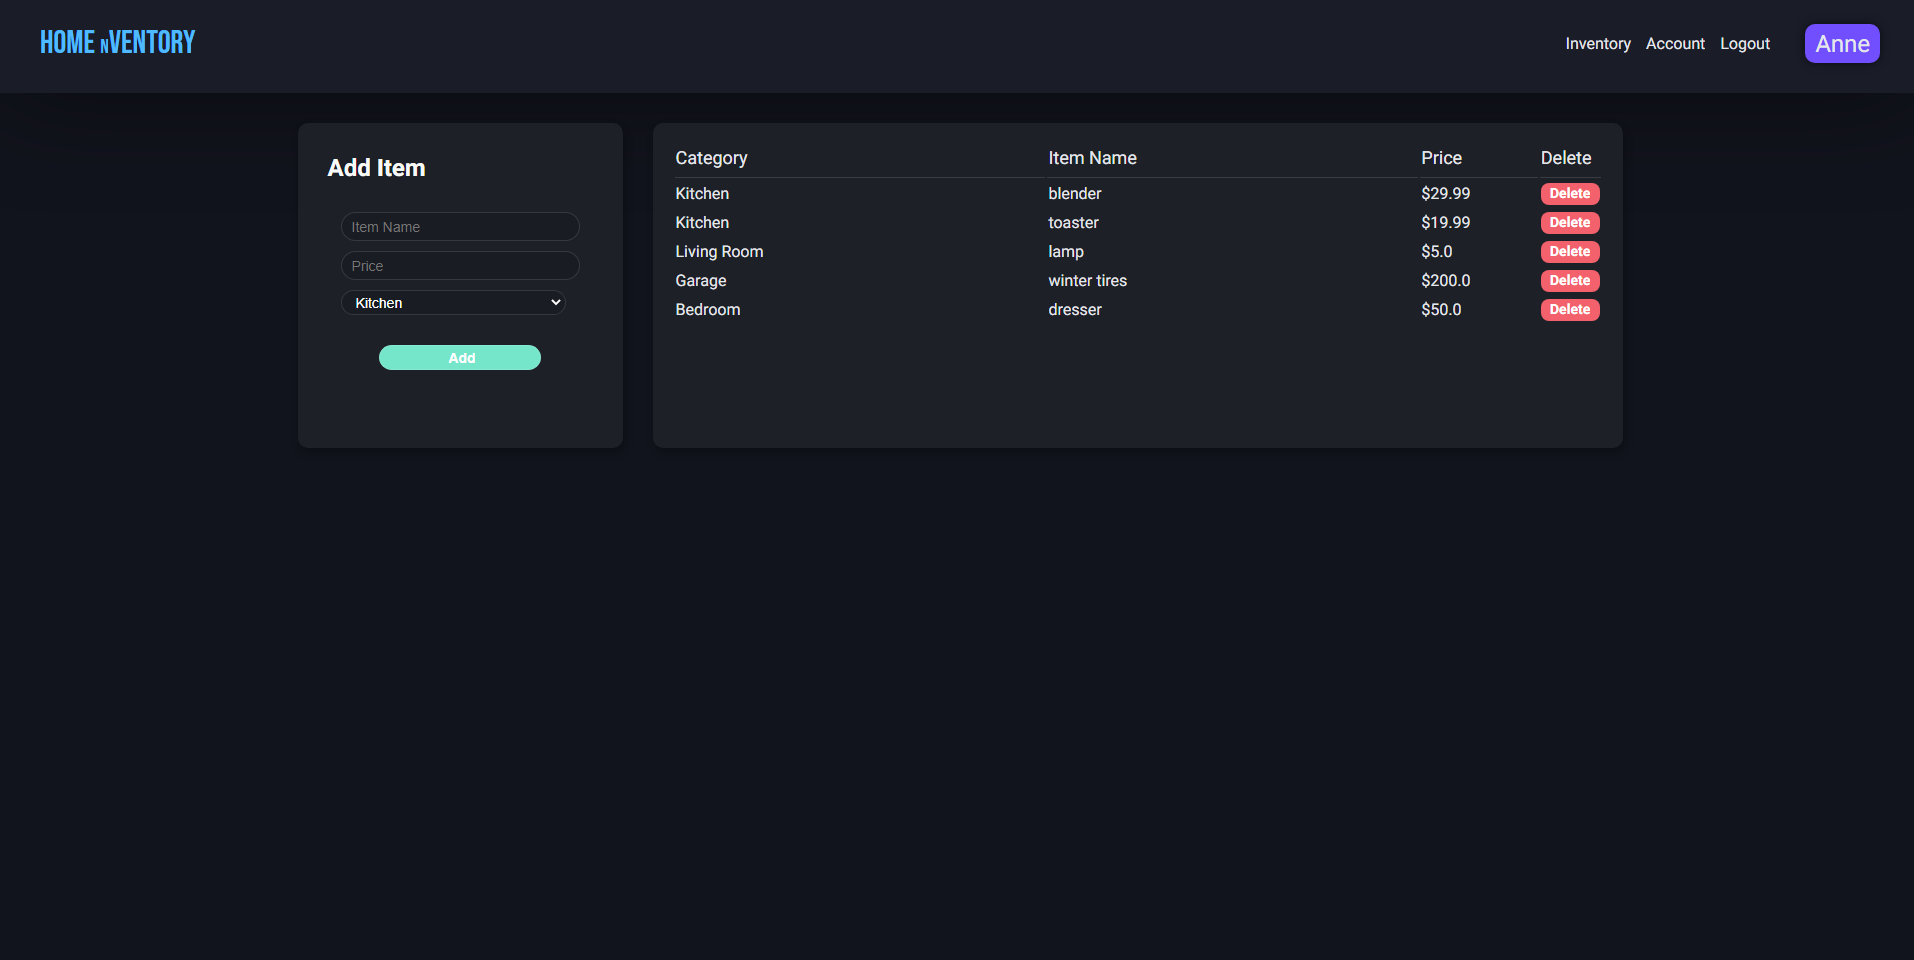 HOME NVENTORY
Inventory Account Logout Anne
Add Item
Item Name
Price
Kitchen
Add
Category Item Name Price Delete
Kitchen blender $29.99 Delete
Kitchen toaster $19.99 Delete
Living Room lamp $5.0 Delete
Garage winter tires $200.0 Delete
Bedroom dresser $50.0 Delete